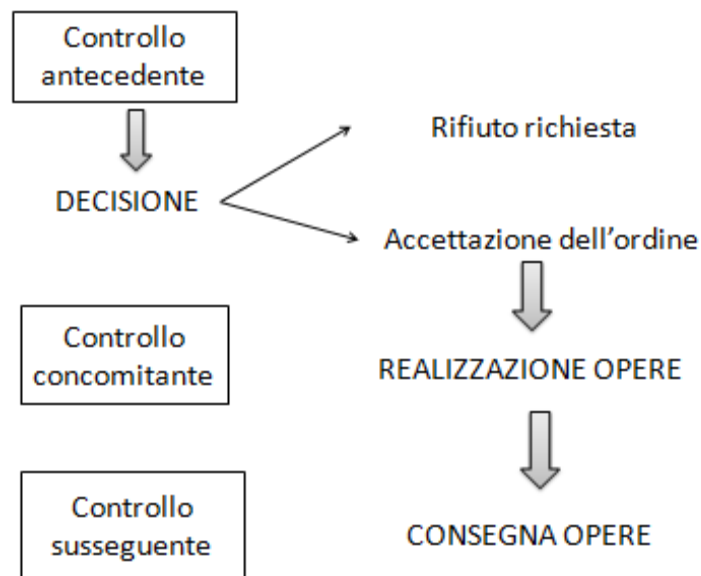 Controllo
antecedente
Rifiuto richiesta
DECISIONE
Accettazione dell'ordine
Controllo
concomitante
REALIZZAZIONE OPERE
Controllo
susseguente
CONSEGNA OPERE